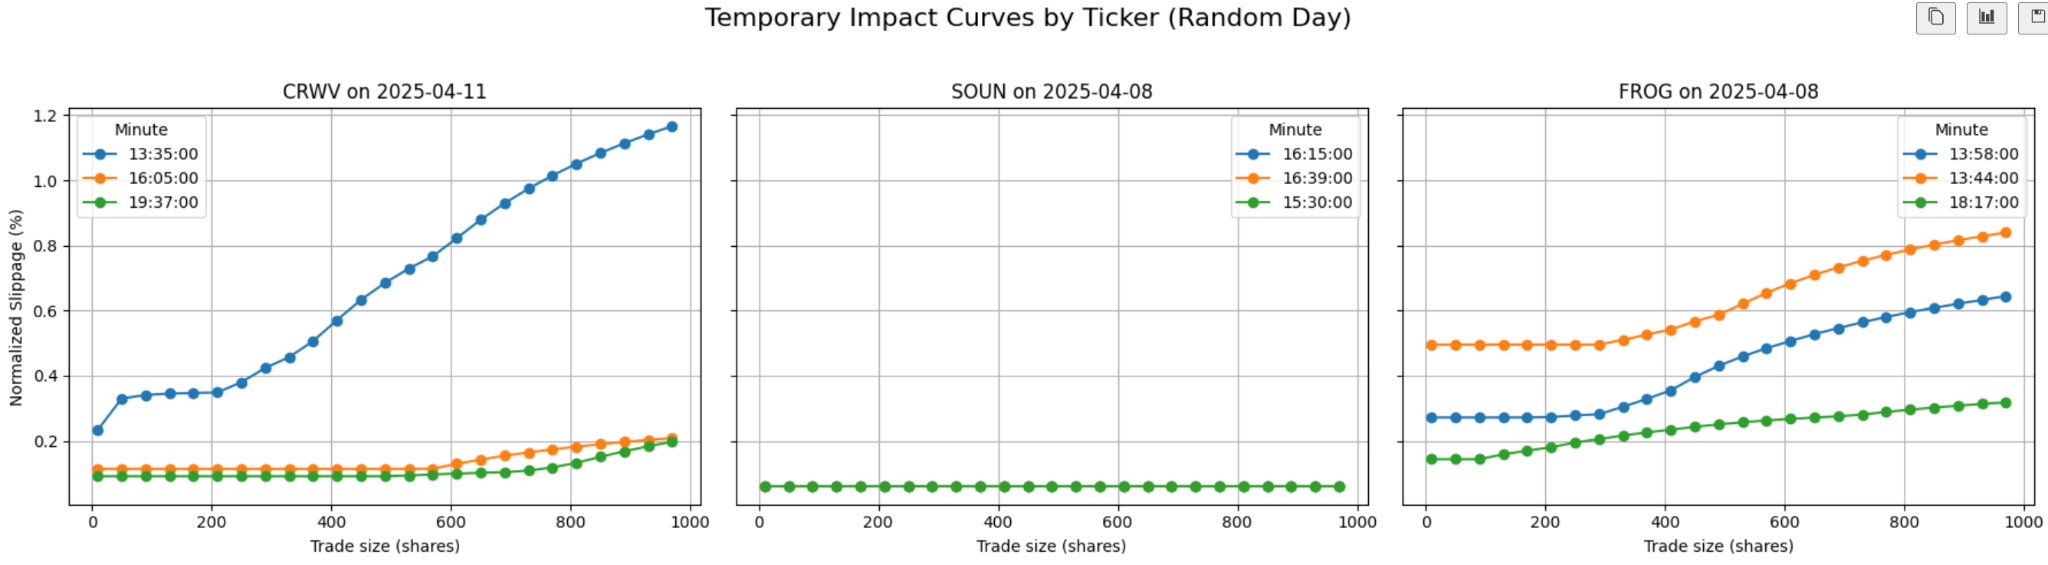 Temporary Impact Curves by Ticker (Random Day)
CRWV on 2025-04-11
Normalized Slippage (%)
1.2
1.0
0.8
0.6
0.4
0.2
Minute
13:35:00
16:05:00
19:37:00
0 200 400 600 800 1000
Trade size (shares)
SOUN on 2025-04-08
Minute
16:15:00
16:39:00
15:30:00
0 200 400 600 800 1000
Trade size (shares)
FROG on 2025-04-08
Minute
13:58:00
13:44:00
18:17:00
0 200 400 600 800 1000
Trade size (shares)